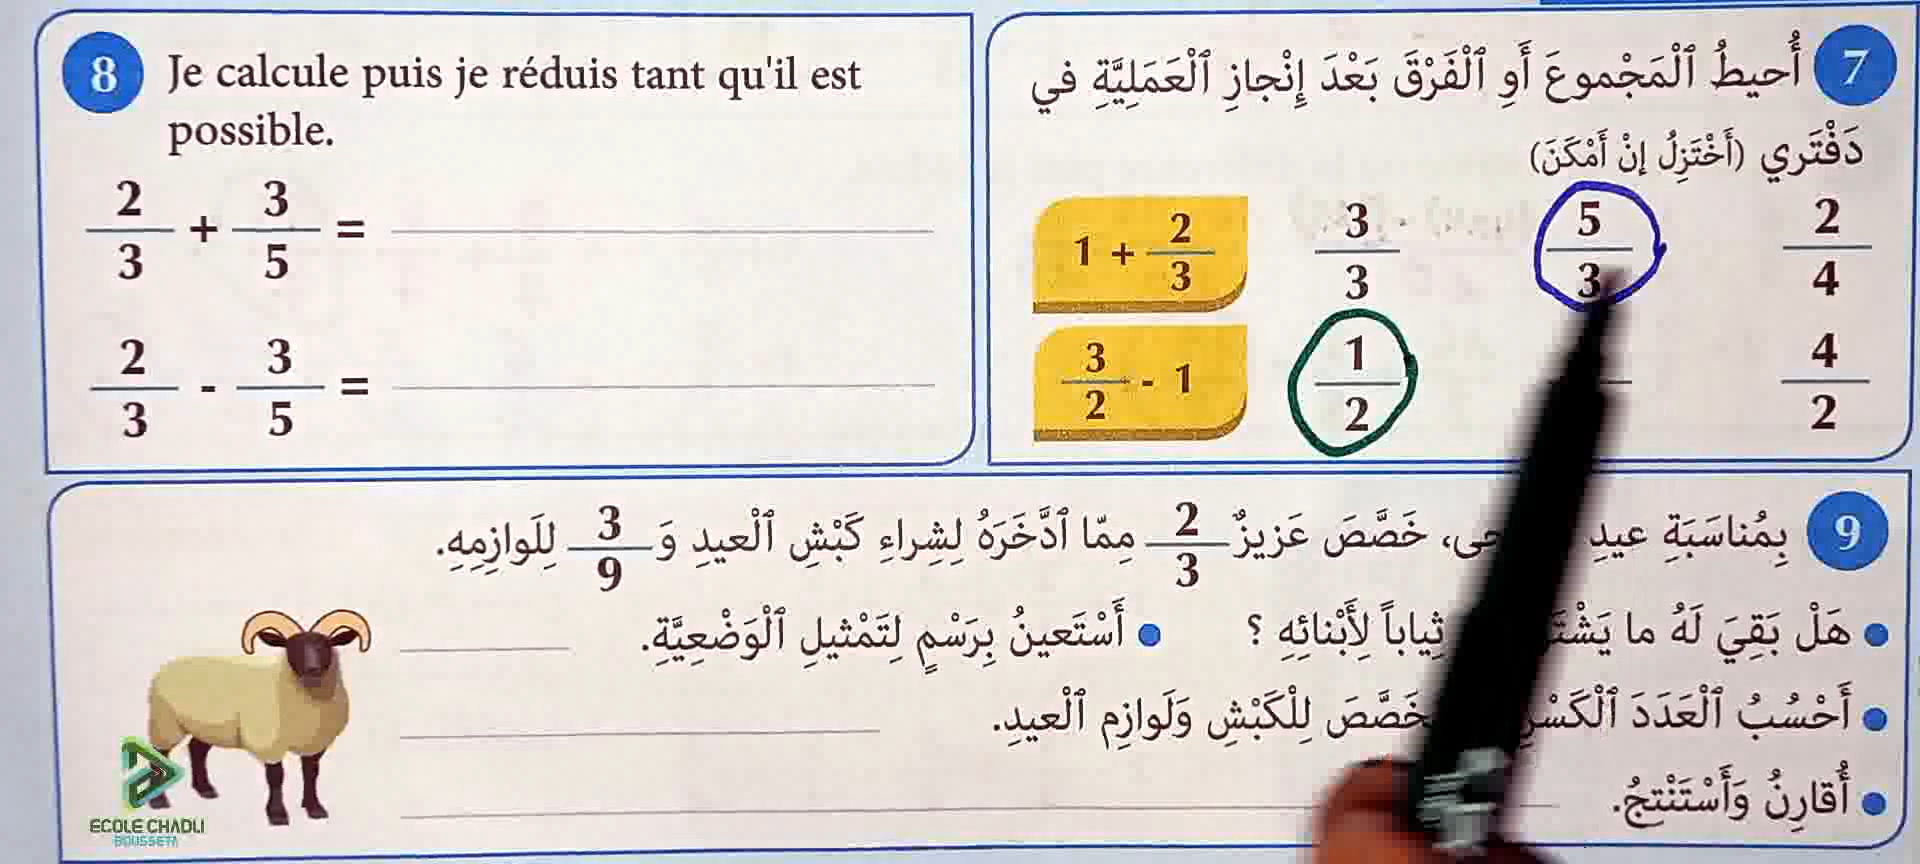 8 Je calcule puis je réduis tant qu'il est
possible.
2/3 + 3/5 =
2/3 - 3/5 =
7 أُحيطُ ٱلْمَجْموعَ أَوِ ٱلْفَرْقَ بَعْدَ إِنْجازِ ٱلْعَمَلِيَّةِ في
دَفْتَري (أَخْتَزِلُ إِنْ أَمْكَنَ)
1 + 2/3 3/3 5/3 2/4
3/2 - 1 1/2 4/2
9 بِمُناسَبَةِ عيدِ خَصَّصَ عَزيزٌ 2/3 مِمّا ٱدَّخَرَهُ لِشِراءِ كَبْشِ ٱلْعيدِ وَ 3/9 لِلَوازِمِهِ.
• هَلْ بَقِيَ لَهُ ما ثِياباً لِأَبْنائِهِ ؟ • أَسْتَعينُ بِرَسْمٍ لِتَمْثيلِ ٱلْوَضْعِيَّةِ.
• أَحْسُبُ ٱلْعَدَدَ خَصَّصَ لِلْكَبْشِ وَلَوازِمِ ٱلْعيدِ.
• أُقارِنُ وَأَسْتَنْتِجُ.
ECOLE CHADLI
BOUSSETA